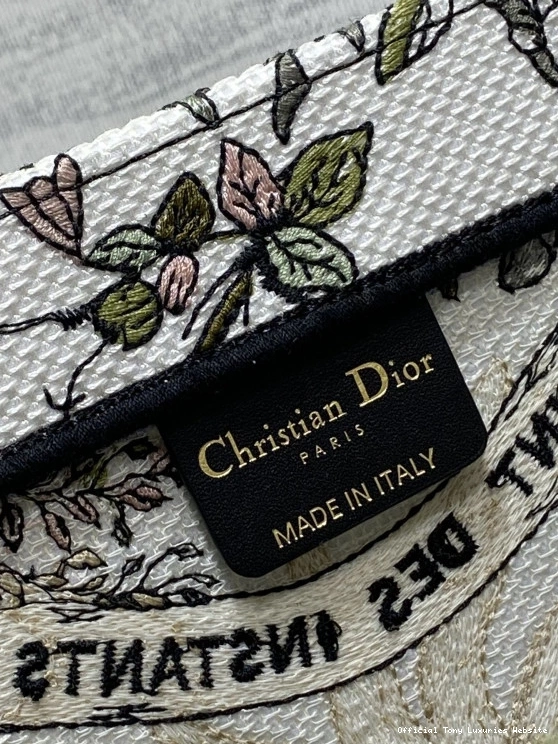 Christian Dior
PARIS
MADE IN ITALY
DES
INSTANTS
Official Tony Luxuries Website